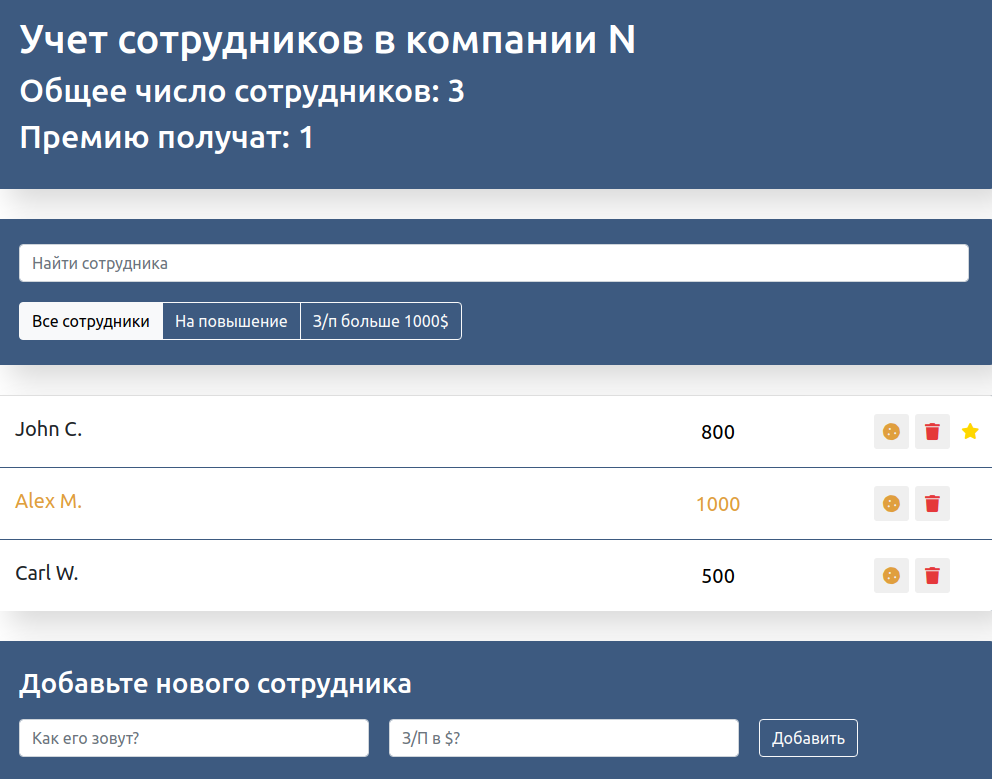 Учет сотрудников в компании N
Общее число сотрудников: 3
Премию получат: 1
Найти сотрудника
Все сотрудники На повышение З/п больше 1000$
John C. 800
Alex M. 1000
Carl W. 500
Добавьте нового сотрудника
Как его зовут? З/П в $? Добавить